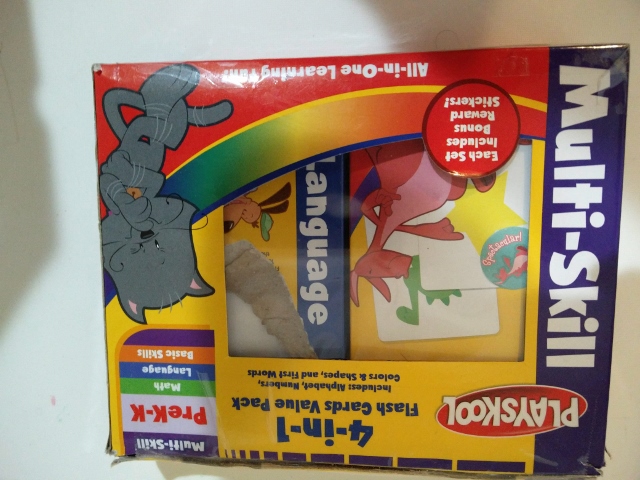 Multi-Skill
PLAYSKOOL
4-in-1
Flash Cards Value Pack
Includes: Alphabet, Numbers,
Colors & Shapes, and First Words
Multi-Skill
PreK-K
Math
Language
Basic Skills
Language
Spectacular!
Each Set
Includes
Bonus
Reward
Stickers!
All-in-One Learning Fun!